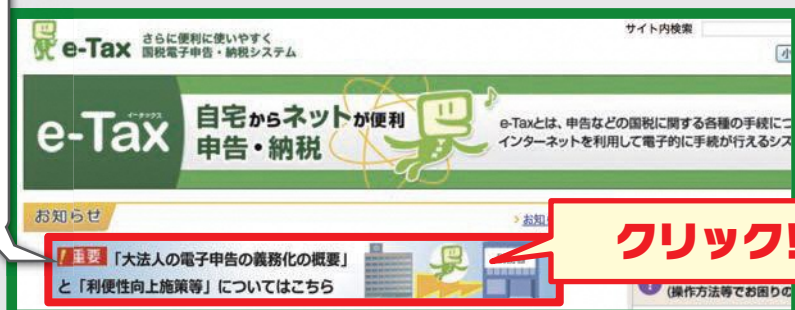 e-Tax
さらに便利に使いやすく
国税電子申告・納税システム
サイト内検索
小
イータックス
e-Tax
自宅からネットが便利
申告・納税
e-Taxとは、申告などの国税に関する各種の手続につ
インターネットを利用して電子的に手続が行えるシス
お知らせ
お知
クリック!
!重要 「大法人の電子申告の義務化の概要」
と「利便性向上施策等」についてはこちら
(操作方法等でお困りの